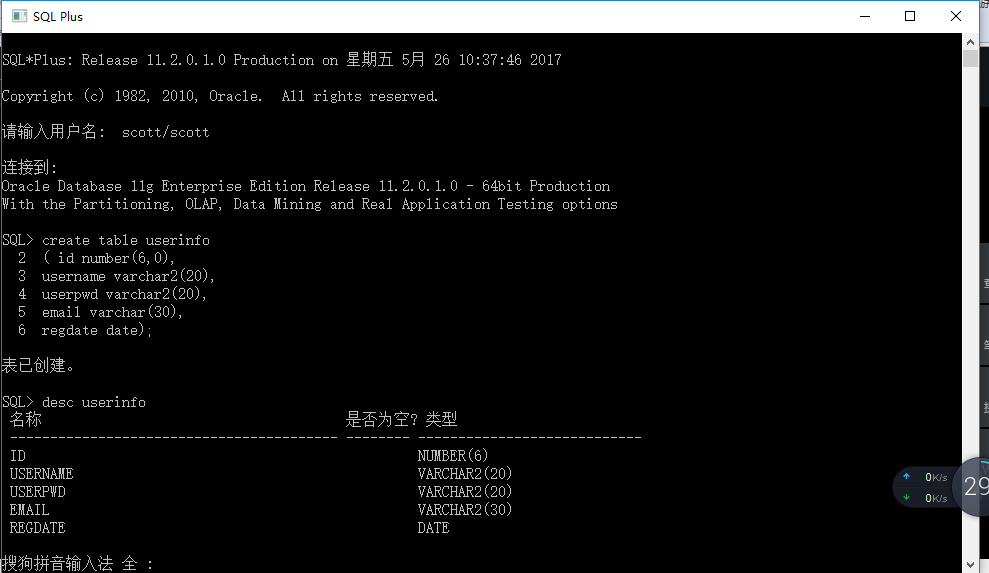 SQL Plus
SQL*Plus: Release 11.2.0.1.0 Production on 星期五 5月 26 10:37:46 2017
Copyright (c) 1982, 2010, Oracle.  All rights reserved.
请输入用户名:  scott/scott
连接到:
Oracle Database 11g Enterprise Edition Release 11.2.0.1.0 - 64bit Production
With the Partitioning, OLAP, Data Mining and Real Application Testing options
SQL> create table userinfo
  2  ( id number(6,0),
  3  username varchar2(20),
  4  userpwd varchar2(20),
  5  email varchar(30),
  6  regdate date);
表已创建。
SQL> desc userinfo
 名称                                      是否为空? 类型
 ----------------------------------------- -------- ----------------------------
 ID                                                 NUMBER(6)
 USERNAME                                           VARCHAR2(20)
 USERPWD                                            VARCHAR2(20)
 EMAIL                                              VARCHAR2(30)
 REGDATE                                            DATE
搜狗拼音输入法 全 :
0K/s
0K/s
29